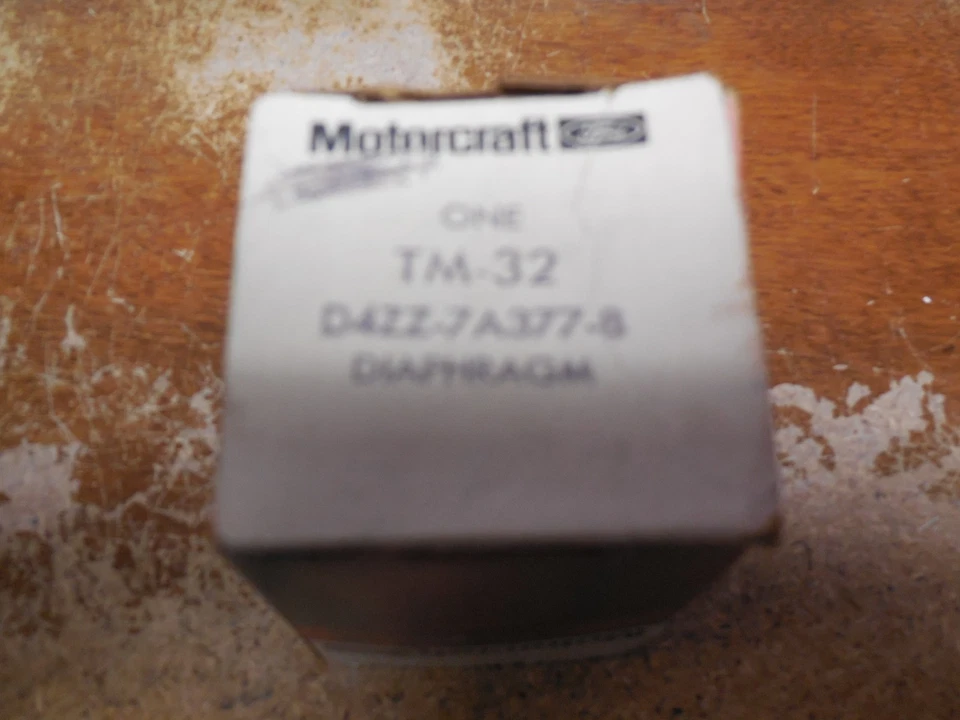 Motorcraft
ONE
TM-32
D4ZZ-7A377-B
DIAPHRAGM